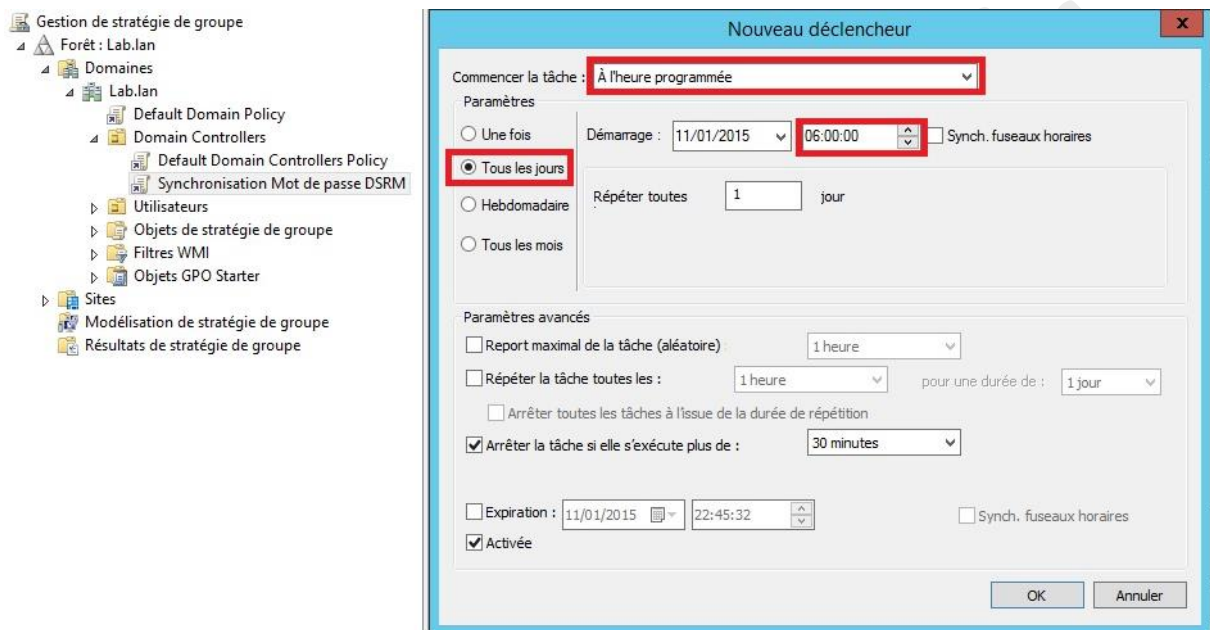 Gestion de stratégie de groupe
Forêt : Lab.lan
Domaines
Lab.lan
Default Domain Policy
Domain Controllers
Default Domain Controllers Policy
Synchronisation Mot de passe DSRM
Utilisateurs
Objets de stratégie de groupe
Filtres WMI
Objets GPO Starter
Sites
Modélisation de stratégie de groupe
Résultats de stratégie de groupe
Nouveau déclencheur
x
Commencer la tâche : À l'heure programmée
Paramètres
Une fois
Démarrage : 11/01/2015 06:00:00 Synch. fuseaux horaires
Tous les jours
Répéter toutes 1 jour
Hebdomadaire
Tous les mois
Paramètres avancés
Report maximal de la tâche (aléatoire) 1 heure
Répéter la tâche toutes les : 1 heure pour une durée de : 1 jour
Arrêter toutes les tâches à l'issue de la durée de répétition
Arrêter la tâche si elle s'exécute plus de : 30 minutes
Expiration : 11/01/2015 22:45:32 Synch. fuseaux horaires
Activée
OK Annuler